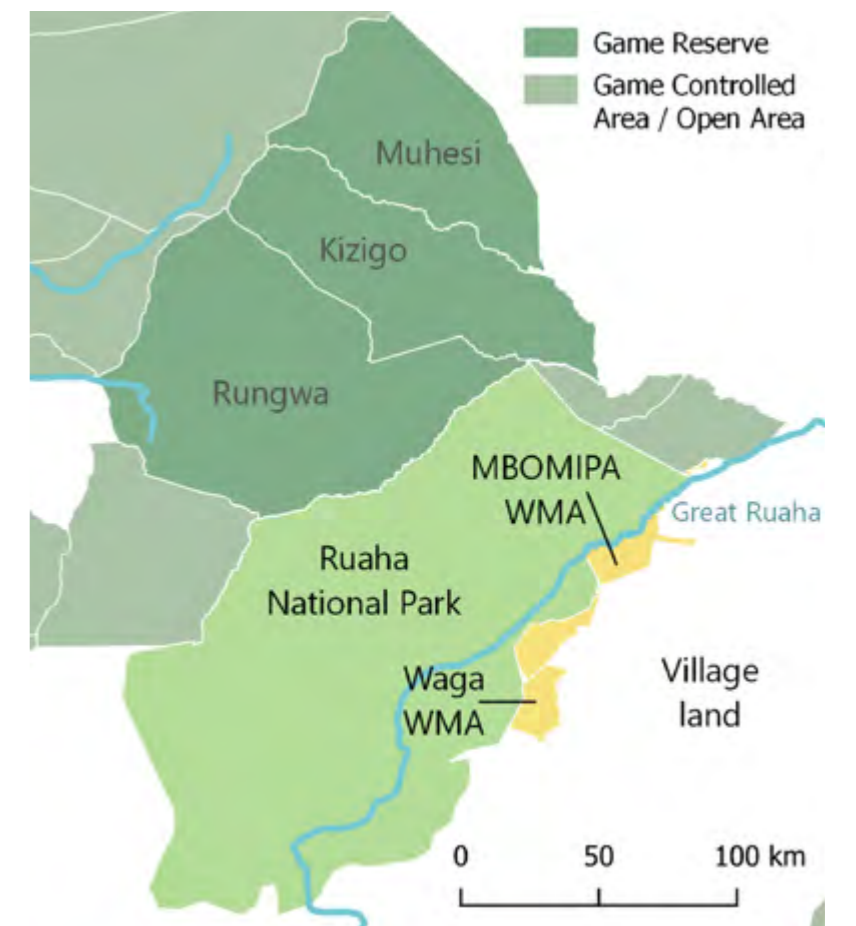 Game Reserve
Game Controlled
Area / Open Area
Muhesi
Kizigo
Rungwa
MBOMIPA
WMA
Great Ruaha
Ruaha
National Park
Waga
WMA
Village
land
0 50 100 km